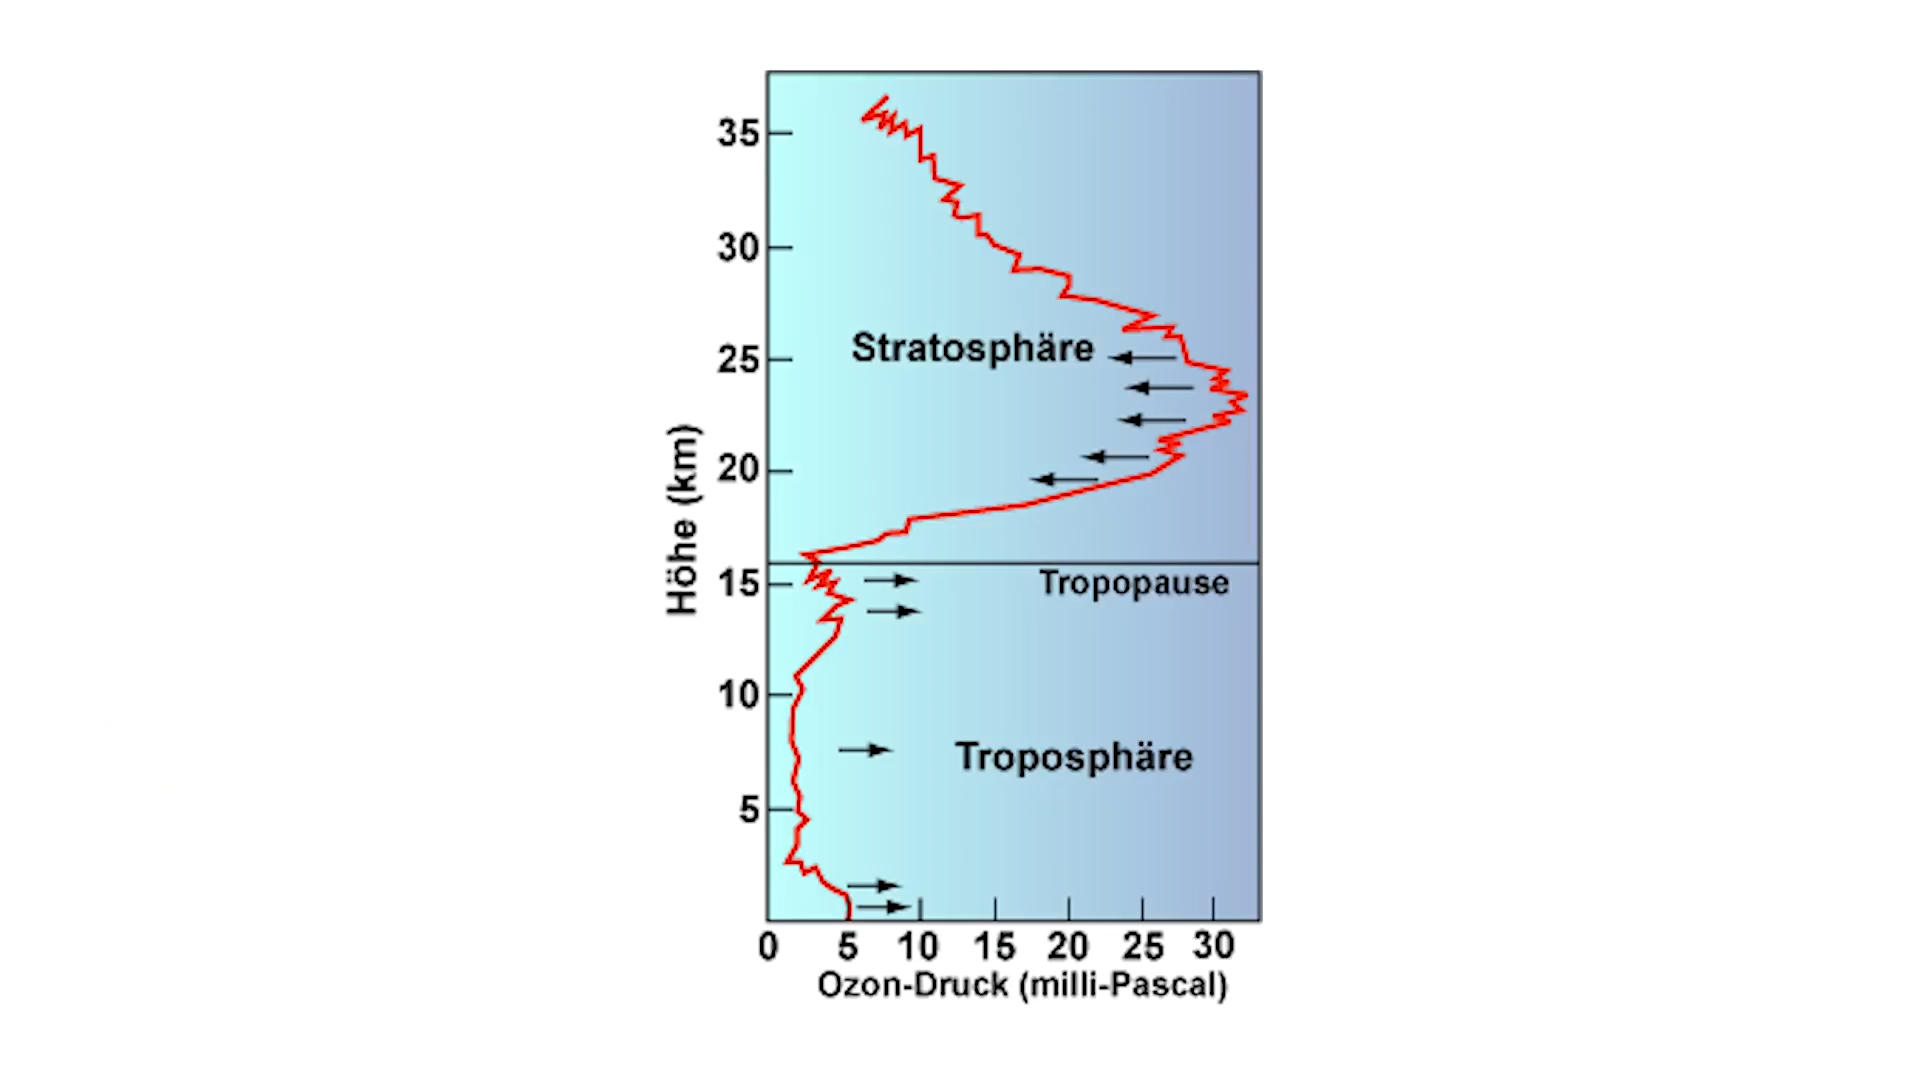 35
30
Stratosphäre
25
Höhe (km)
20
15
Tropopause
10
Troposphäre
5
0 5 10 15 20 25 30
Ozon-Druck (milli-Pascal)